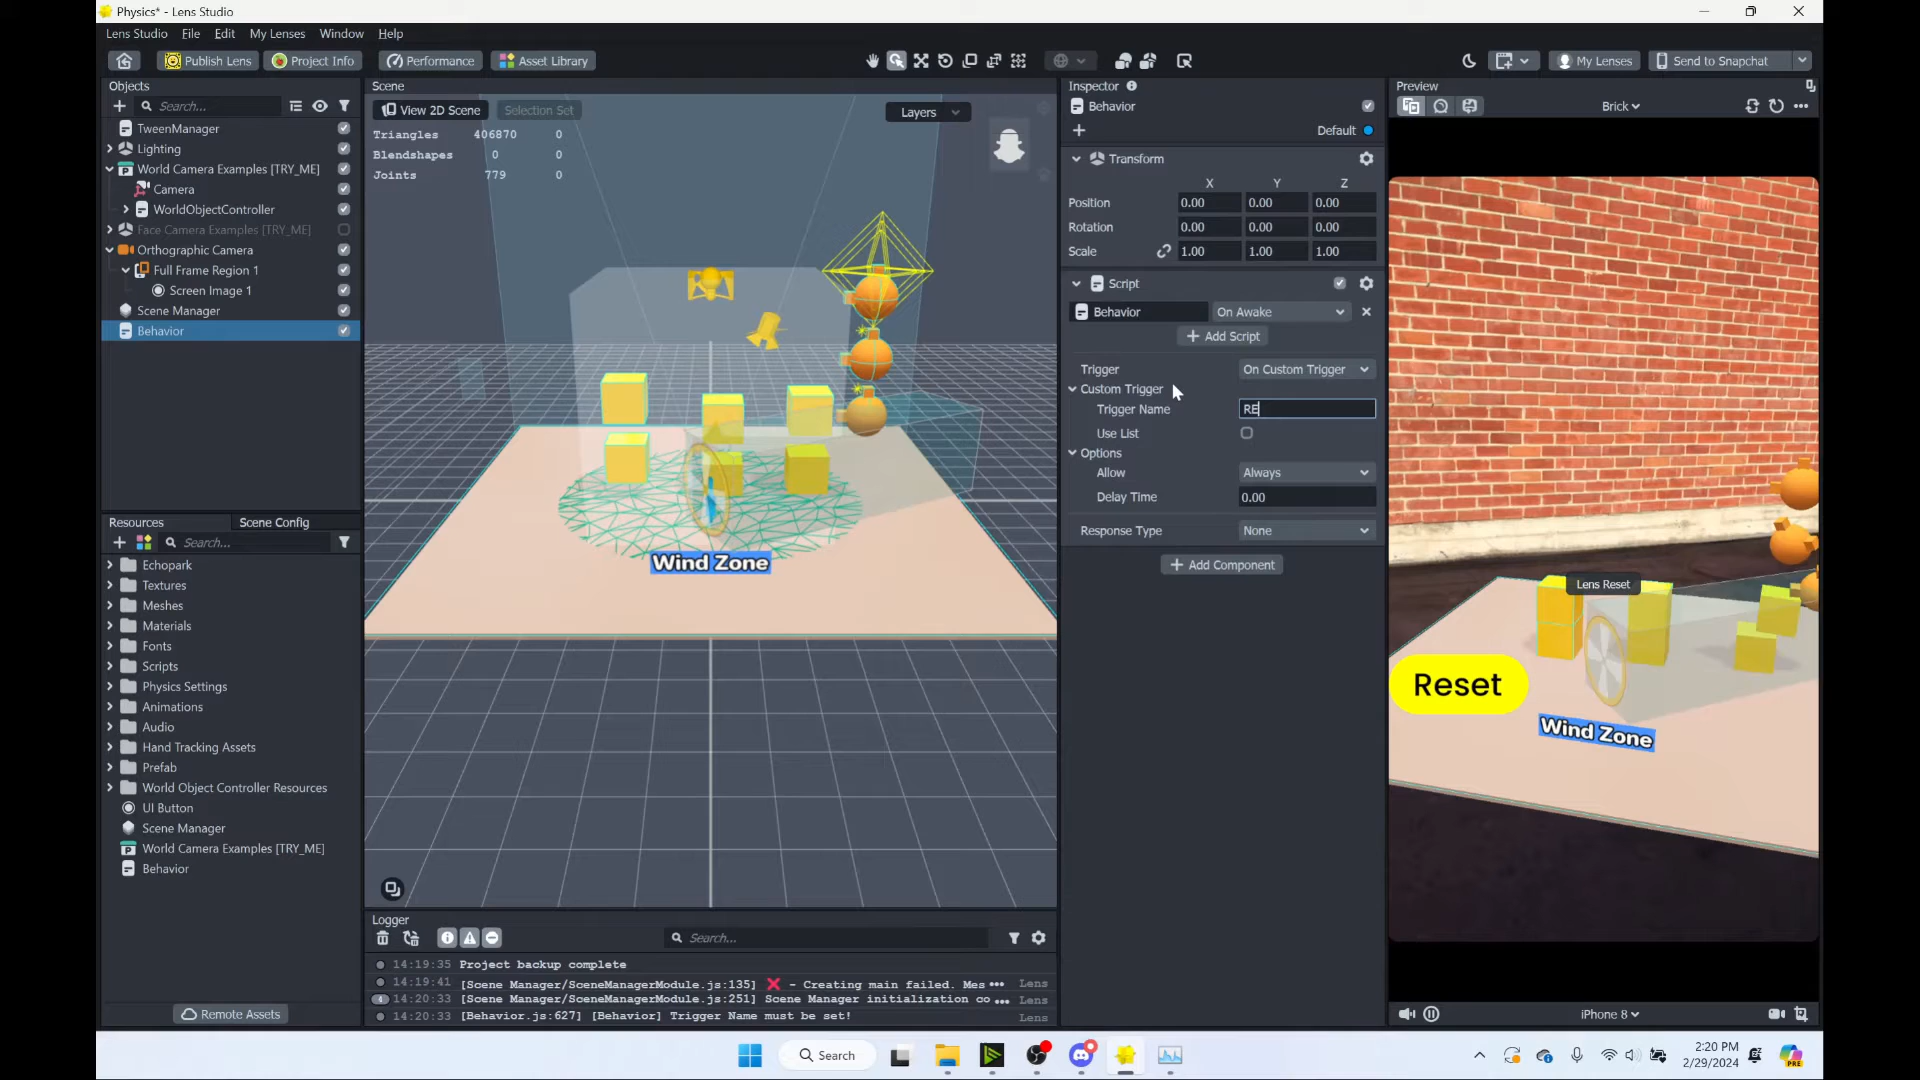 Physics* - Lens Studio
Lens Studio File Edit My Lenses Window Help
Publish Lens Project Info Performance Asset Library My Lenses Send to Snapchat
Objects
Search...
TweenManager
Lighting
World Camera Examples [TRY_ME]
Camera
WorldObjectController
Face Camera Examples [TRY_ME]
Orthographic Camera
Full Frame Region 1
Screen Image 1
Scene Manager
Behavior
Resources Scene Config
Search...
Echopark
Textures
Meshes
Materials
Fonts
Scripts
Physics Settings
Animations
Audio
Hand Tracking Assets
Prefab
World Object Controller Resources
UI Button
Scene Manager
World Camera Examples [TRY_ME]
Behavior
Remote Assets
Scene
View 2D Scene Selection Set Layers
Triangles 406870 0
Blendshapes 0 0
Joints 779 0
Wind Zone
Logger
Search...
14:19:35 Project backup complete
14:19:41 [Scene Manager/SceneManagerModule.js:135] ❌ - Creating main failed. Mes ••• Lens
4 14:20:33 [Scene Manager/SceneManagerModule.js:251] Scene Manager initialization co ••• Lens
14:20:33 [Behavior.js:627] [Behavior] Trigger Name must be set! Lens
Inspector
Behavior
Default
Transform
X Y Z
Position 0.00 0.00 0.00
Rotation 0.00 0.00 0.00
Scale 1.00 1.00 1.00
Script
Behavior On Awake
Add Script
Trigger On Custom Trigger
Custom Trigger
Trigger Name RE
Use List
Options
Allow Always
Delay Time 0.00
Response Type None
Add Component
Preview
Brick
Lens Reset
Reset
Wind Zone
iPhone 8
Search
2:20 PM
2/29/2024
PRE